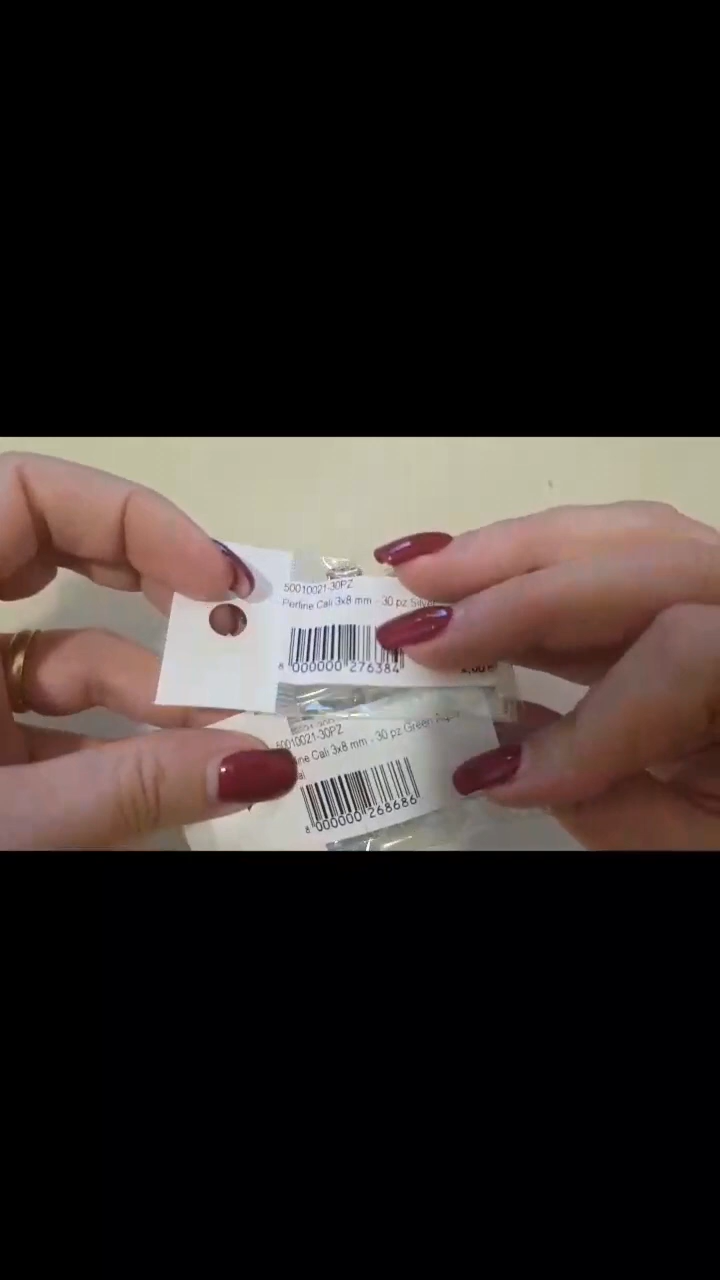 50010021-30PZ
Perline Cali 3x8 mm - 30 pz Silver
8 000000 276384
50010021-30PZ
ine Cali 3x8 mm - 30 pz Green
8 000000 268686